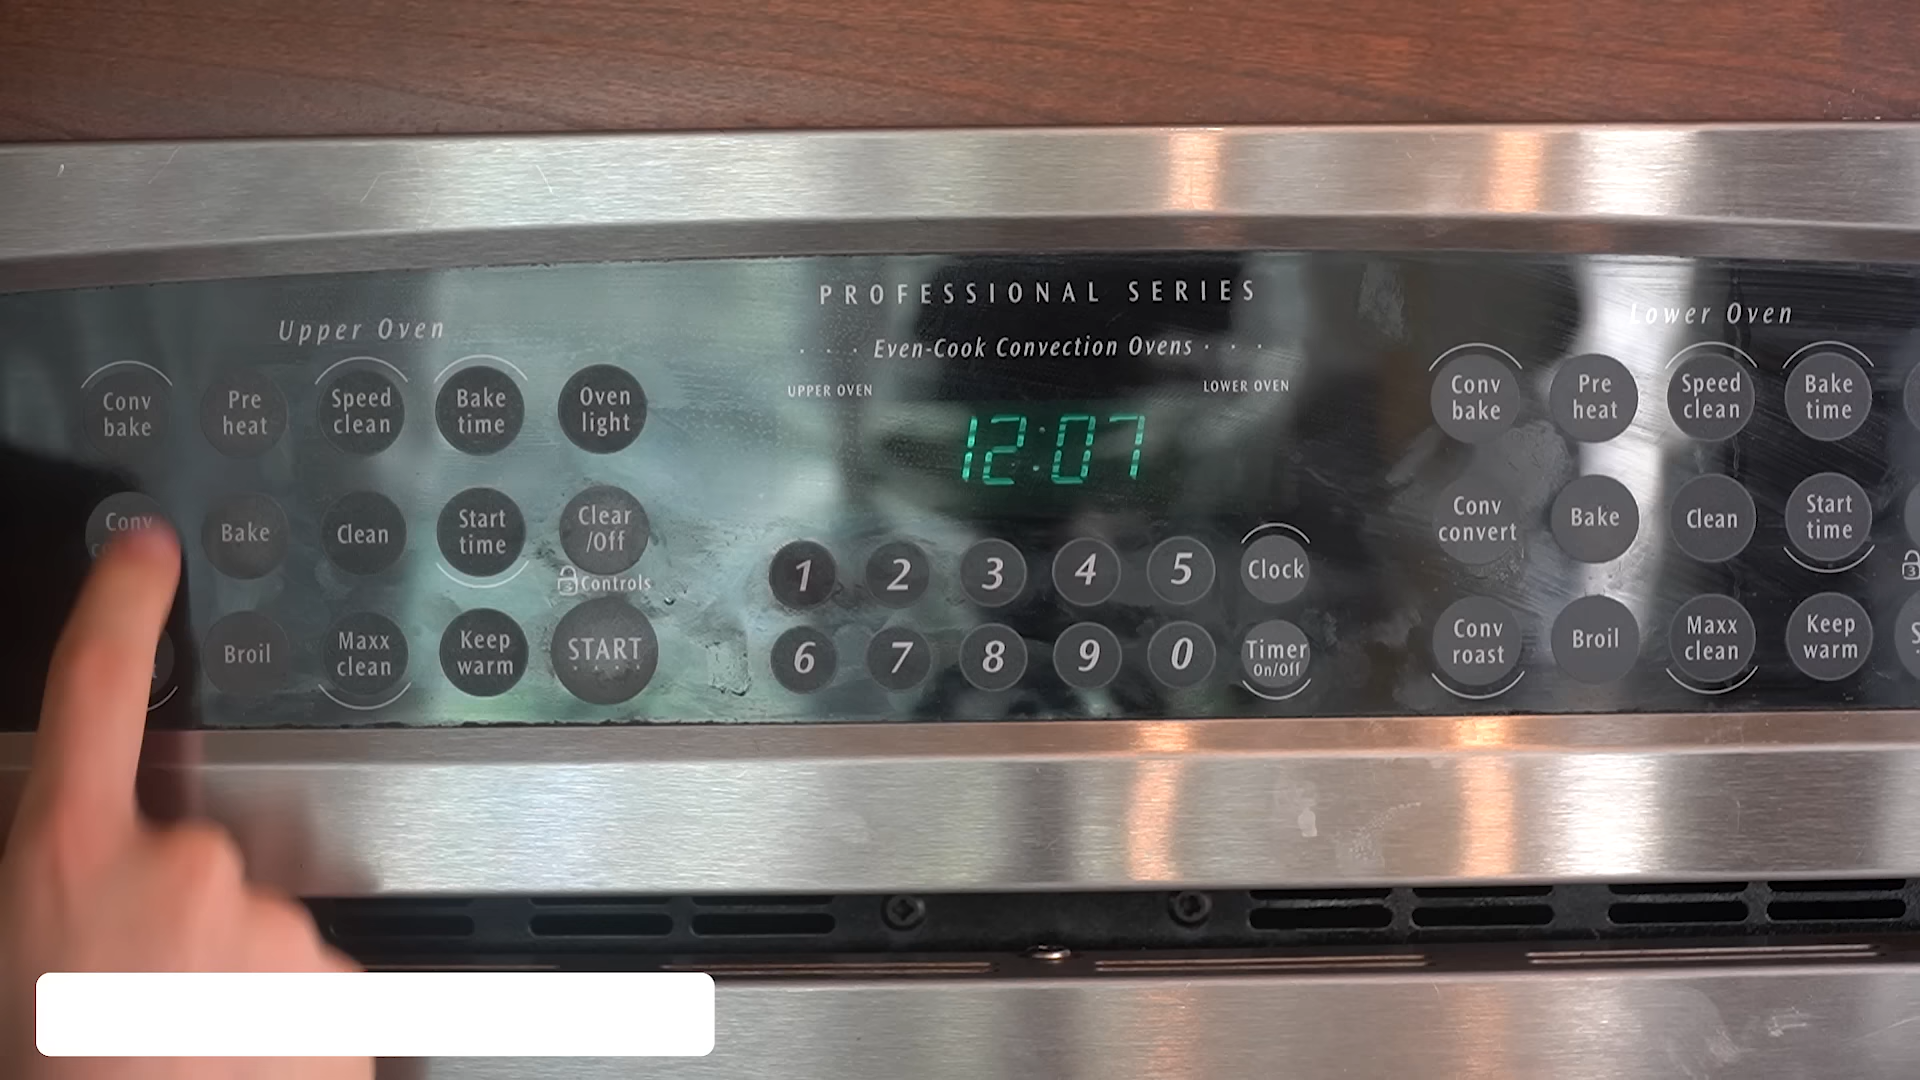 PROFESSIONAL SERIES
Even-Cook Convection Ovens
UPPER OVEN
LOWER OVEN
12:07
Upper Oven
Conv bake
Pre heat
Speed clean
Bake time
Oven light
Conv
Bake
Clean
Start time
Clear /Off
Controls
Broil
Maxx clean
Keep warm
START
1 2 3 4 5
Clock
6 7 8 9 0
Timer On/Off
Lower Oven
Conv bake
Pre heat
Speed clean
Bake time
Conv convert
Bake
Clean
Start time
Conv roast
Broil
Maxx clean
Keep warm